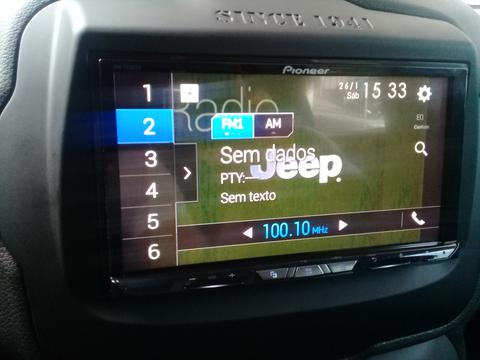 SINCE 1941
Pioneer
1
2
3
4
5
6
Radio
26/1
Sáb
15 33
FM1
AM
EQ
Sem dados
PTY:
Jeep
Sem texto
100.10 MHz